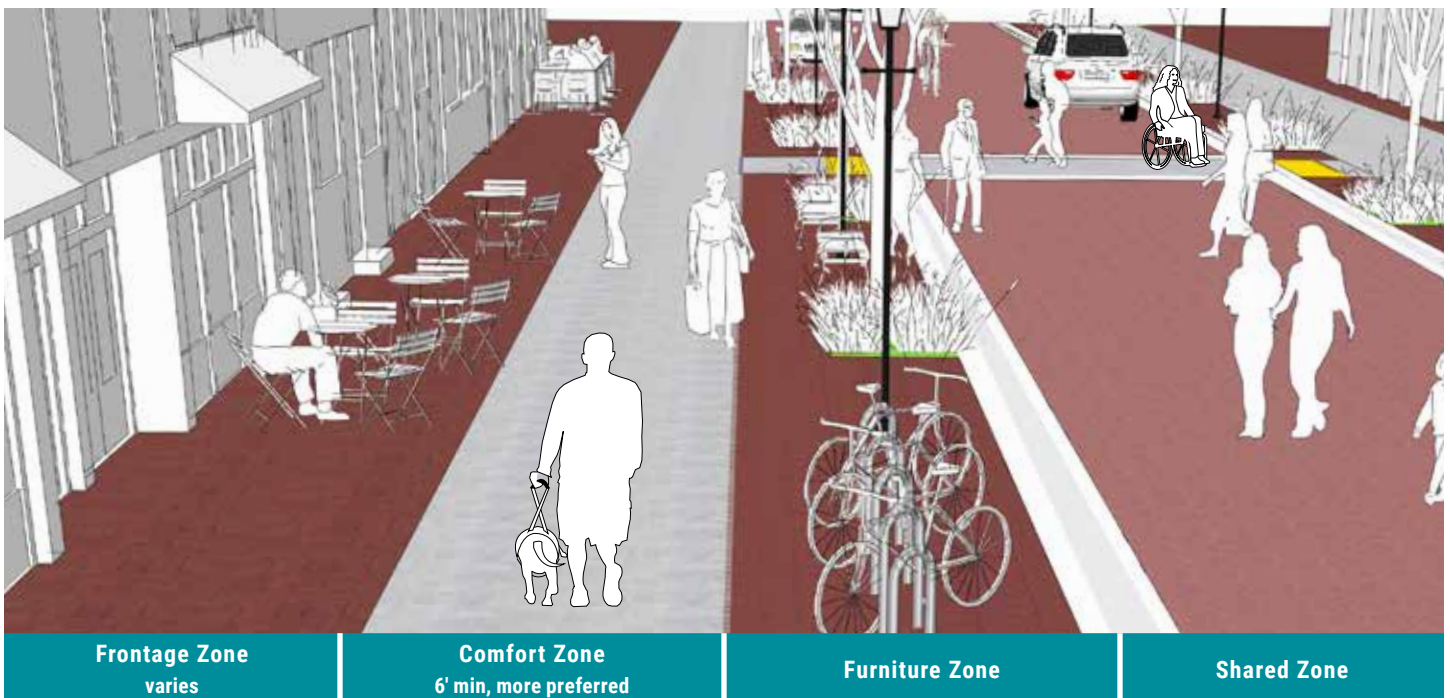 Frontage Zone
varies
Comfort Zone
6' min, more preferred
Furniture Zone
Shared Zone